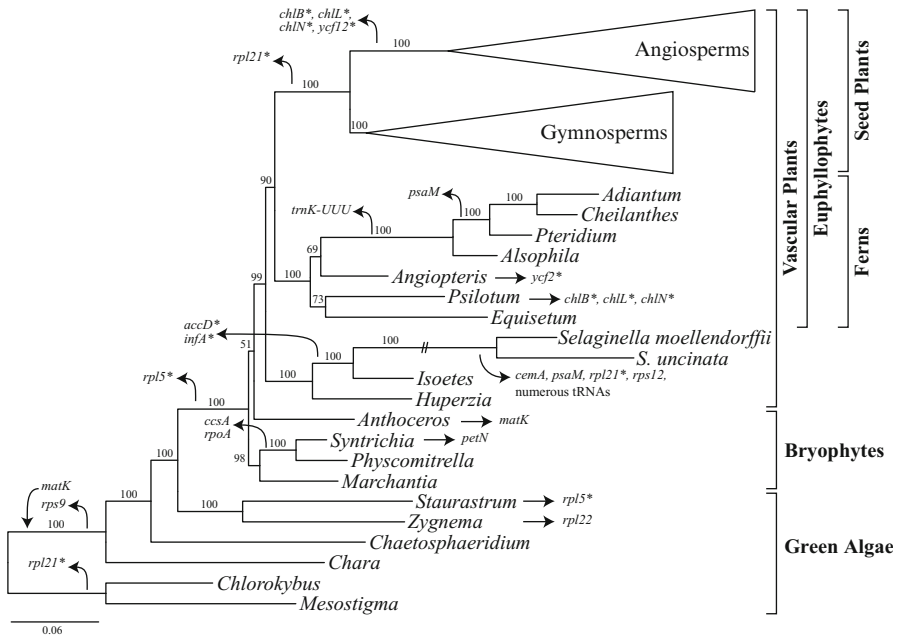 chlB*, chlL*,
chlN*, ycf12*
100
Angiosperms
rpl21*
100
100
Gymnosperms
90
psaM
100
Adiantum
Cheilanthes
trnK-UUU
100
100
Pteridium
Alsophila
69
Angiopteris
ycf2*
100
99
Psilotum
chlB*, chlL*, chlN*
73
Equisetum
accD*
infA*
51
100
Selaginella moellendorffii
S. uncinata
100
100
cemA, psaM, rpl21*, rps12,
numerous tRNAs
Isoetes
Huperzia
rpl5*
100
Anthoceros
matK
ccsA
rpoA
100
Syntrichia
petN
Physcomitrella
98
Marchantia
100
100
Staurastrum
rpl5*
Zygnema
rpl22
100
Chaetosphaeridium
matK
rps9
100
Chara
rpl21*
Chlorokybus
Mesostigma
0.06
Vascular Plants
Euphyllophytes
Seed Plants
Ferns
Bryophytes
Green Algae